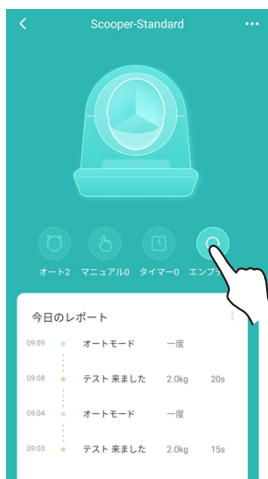 Scooper-Standard
オート2 マニュアル0 タイマー0 エンプ
今日のレポート
09:09 オートモード 一度
09:08 テスト 来ました 2.0kg 20s
09:04 オートモード 一度
09:03 テスト 来ました 2.0kg 15s